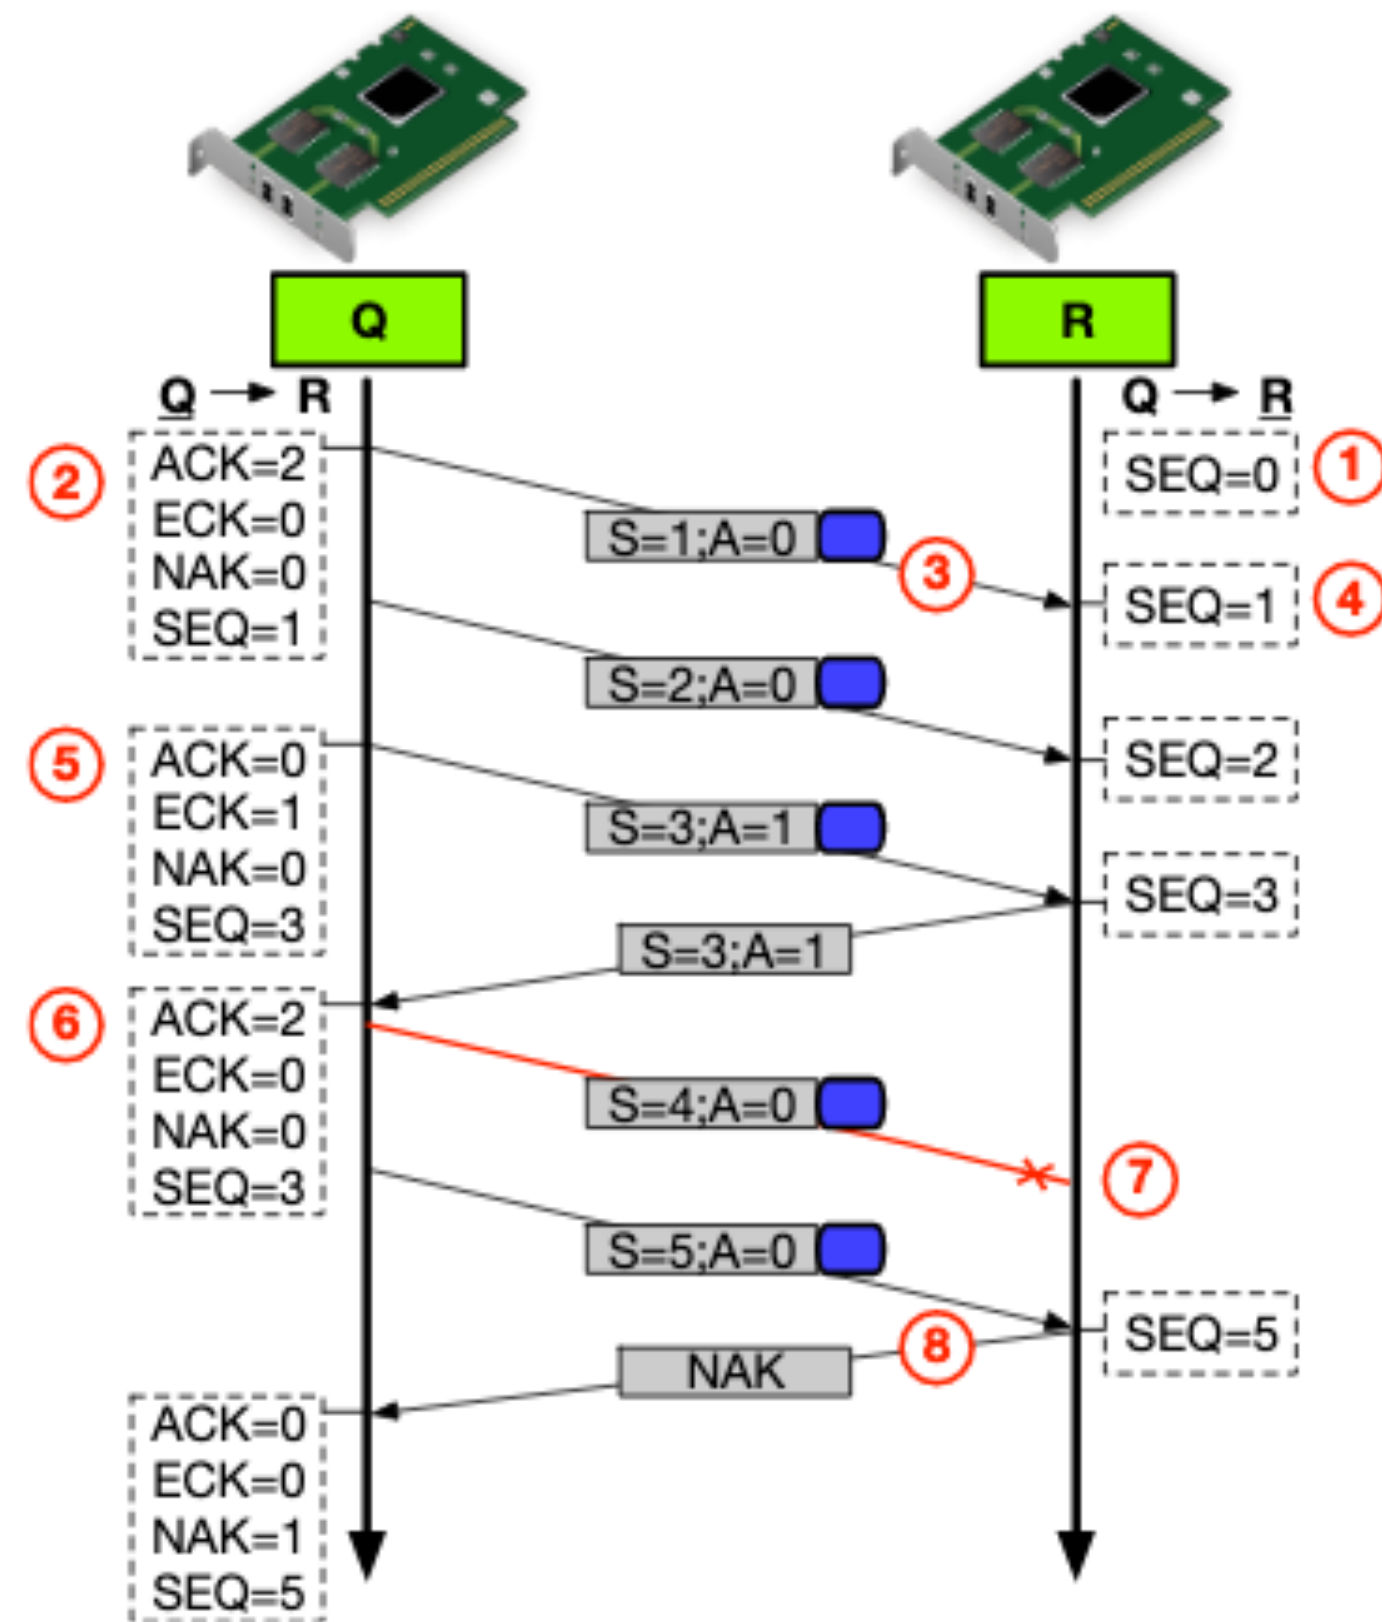 Q
R
Q → R
Q → R
2
ACK=2
ECK=0
NAK=0
SEQ=1
SEQ=0
1
S=1;A=0
3
SEQ=1
4
S=2;A=0
SEQ=2
5
ACK=0
ECK=1
NAK=0
SEQ=3
S=3;A=1
SEQ=3
S=3;A=1
6
ACK=2
ECK=0
NAK=0
SEQ=3
S=4;A=0
7
S=5;A=0
SEQ=5
8
NAK
ACK=0
ECK=0
NAK=1
SEQ=5